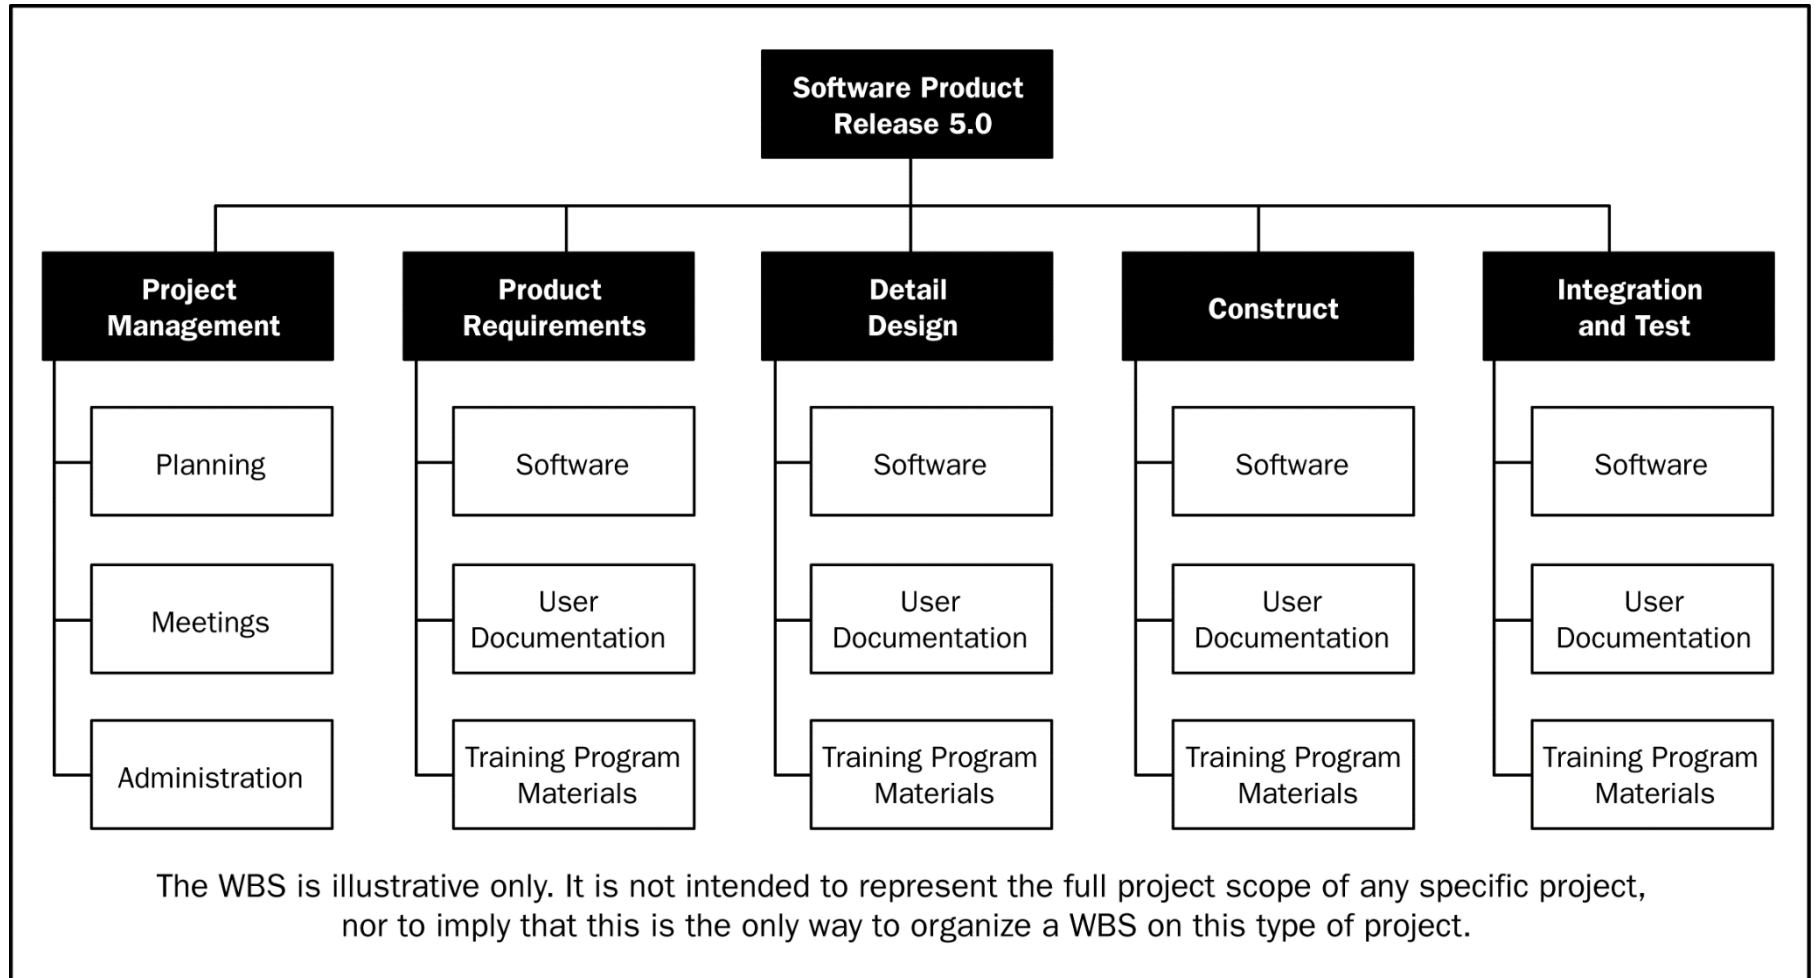 Software Product
Release 5.0
Project
Management
Product
Requirements
Detail
Design
Construct
Integration
and Test
Planning
Software
Software
Software
Software
Meetings
User
Documentation
User
Documentation
User
Documentation
User
Documentation
Administration
Training Program
Materials
Training Program
Materials
Training Program
Materials
Training Program
Materials
The WBS is illustrative only. It is not intended to represent the full project scope of any specific project,
nor to imply that this is the only way to organize a WBS on this type of project.